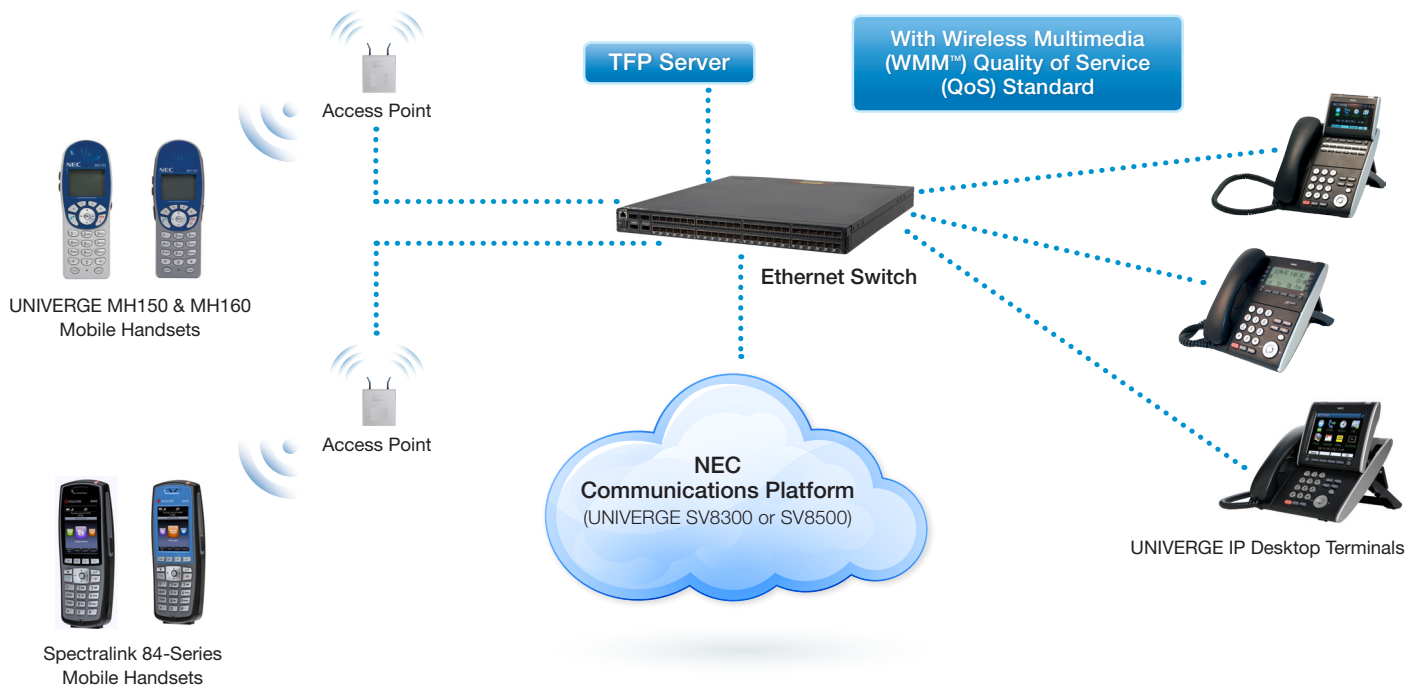 TFP Server
With Wireless Multimedia
(WMM™) Quality of Service
(QoS) Standard
Access Point
NEC
NEC
UNIVERGE MH150 & MH160
Mobile Handsets
Ethernet Switch
Access Point
NEC
Communications Platform
(UNIVERGE SV8300 or SV8500)
UNIVERGE IP Desktop Terminals
Spectralink 84-Series
Mobile Handsets